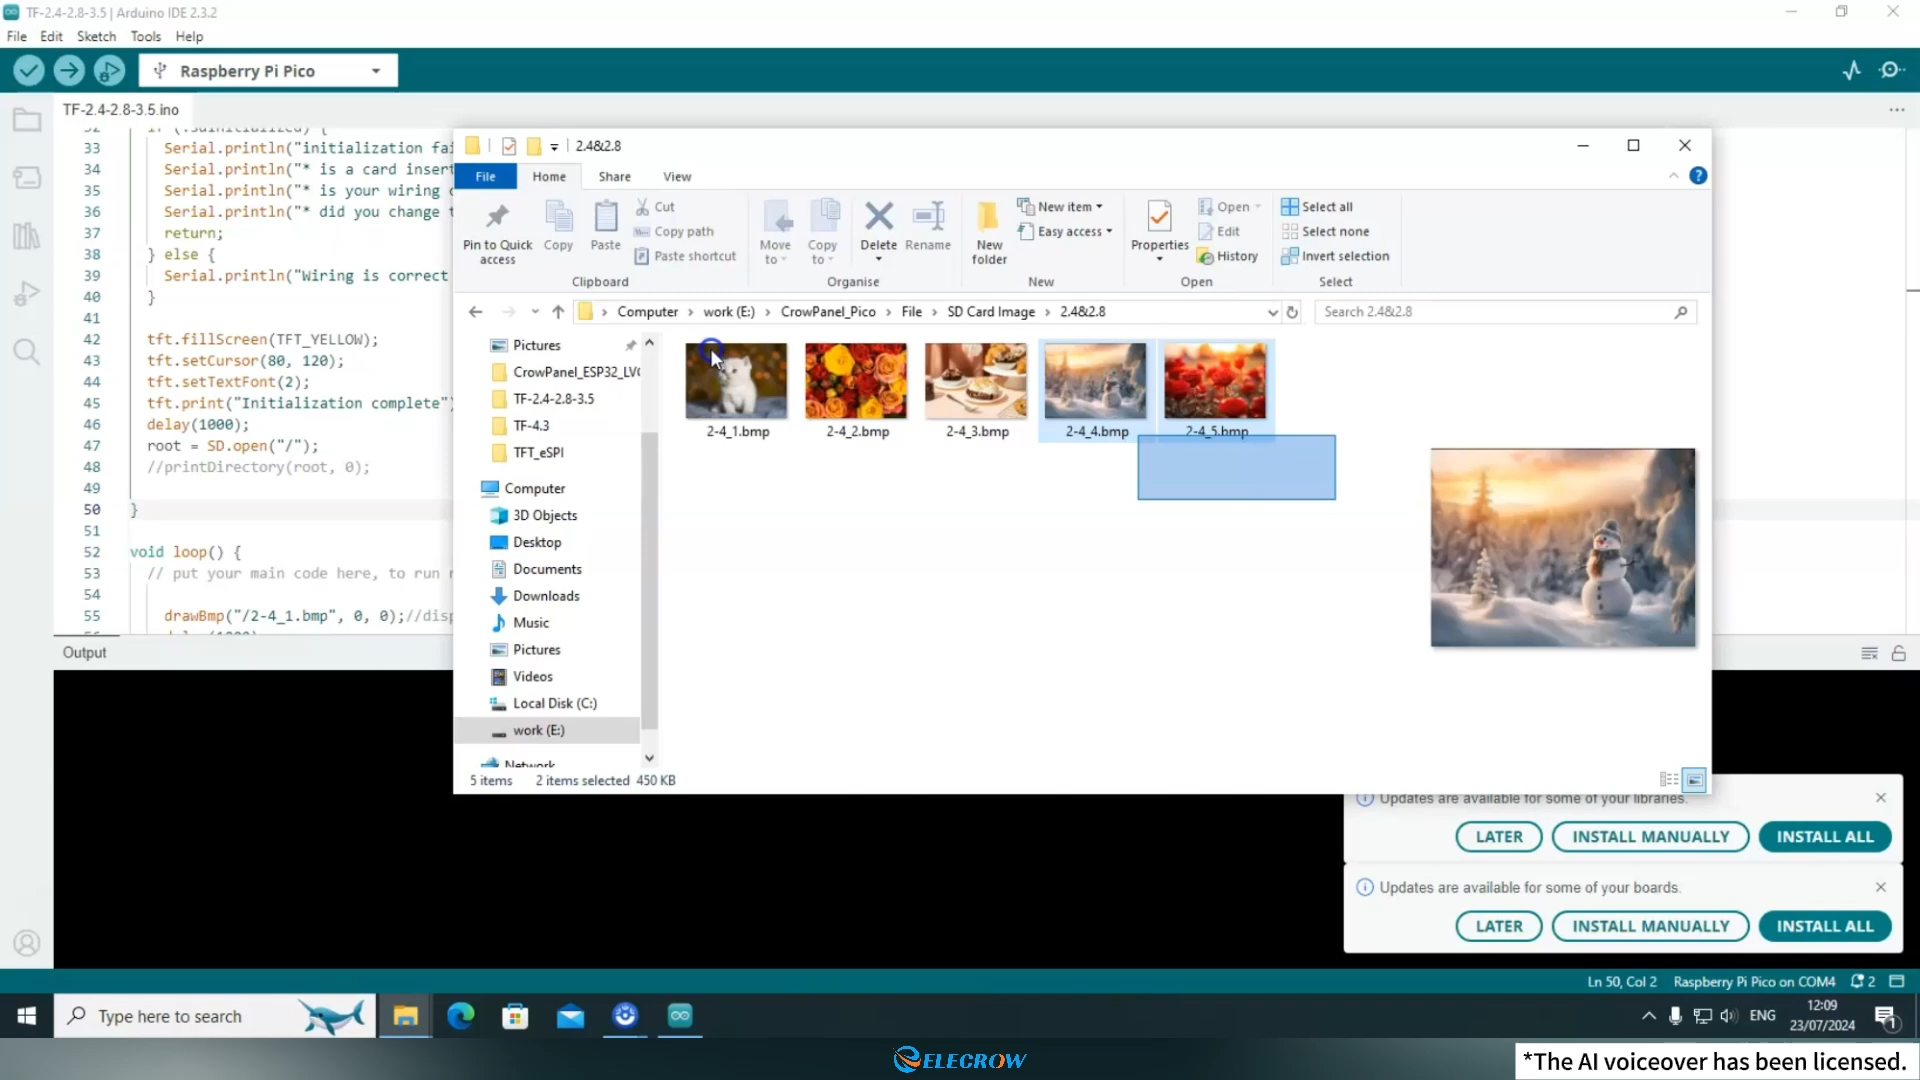 TF-2.4-2.8-3.5 | Arduino IDE 2.3.2
File Edit Sketch Tools Help
Raspberry Pi Pico
TF-2.4-2.8-3.5.ino
33 Serial.println("initialization fai
34 Serial.println("* is a card insert
35 Serial.println("* is your wiring
36 Serial.println("* did you change t
37 return;
38 } else {
39 Serial.println("Wiring is correct
40 }
41
42 tft.fillScreen(TFT_YELLOW);
43 tft.setCursor(80, 120);
44 tft.setTextFont(2);
45 tft.print("Initialization complete")
46 delay(1000);
47 root = SD.open("/");
48 //printDirectory(root, 0);
49
50 }
51
52 void loop() {
53 // put your main code here, to run
54
55 drawBmp("/2-4_1.bmp", 0, 0);//disp
Output
2.4&2.8
File Home Share View
Pin to Quick access
Copy
Paste
Cut
Copy path
Paste shortcut
Clipboard
Move to
Copy to
Delete
Rename
Organise
New folder
New item
Easy access
New
Properties
Open
Edit
History
Open
Select all
Select none
Invert selection
Select
Computer > work (E:) > CrowPanel_Pico > File > SD Card Image > 2.4&2.8
Search 2.4&2.8
Pictures
CrowPanel_ESP32_LV
TF-2.4-2.8-3.5
TF-4.3
TFT_eSPI
Computer
3D Objects
Desktop
Documents
Downloads
Music
Pictures
Videos
Local Disk (C:)
work (E:)
Network
2-4_1.bmp
2-4_2.bmp
2-4_3.bmp
2-4_4.bmp
2-4_5.bmp
5 items 2 items selected 450 KB
Updates are available for some of your libraries.
LATER INSTALL MANUALLY INSTALL ALL
Updates are available for some of your boards.
LATER INSTALL MANUALLY INSTALL ALL
Ln 50, Col 2 Raspberry Pi Pico on COM4 2
Type here to search
ENG
12:09
23/07/2024
1
ELECROW
*The AI voiceover has been licensed.